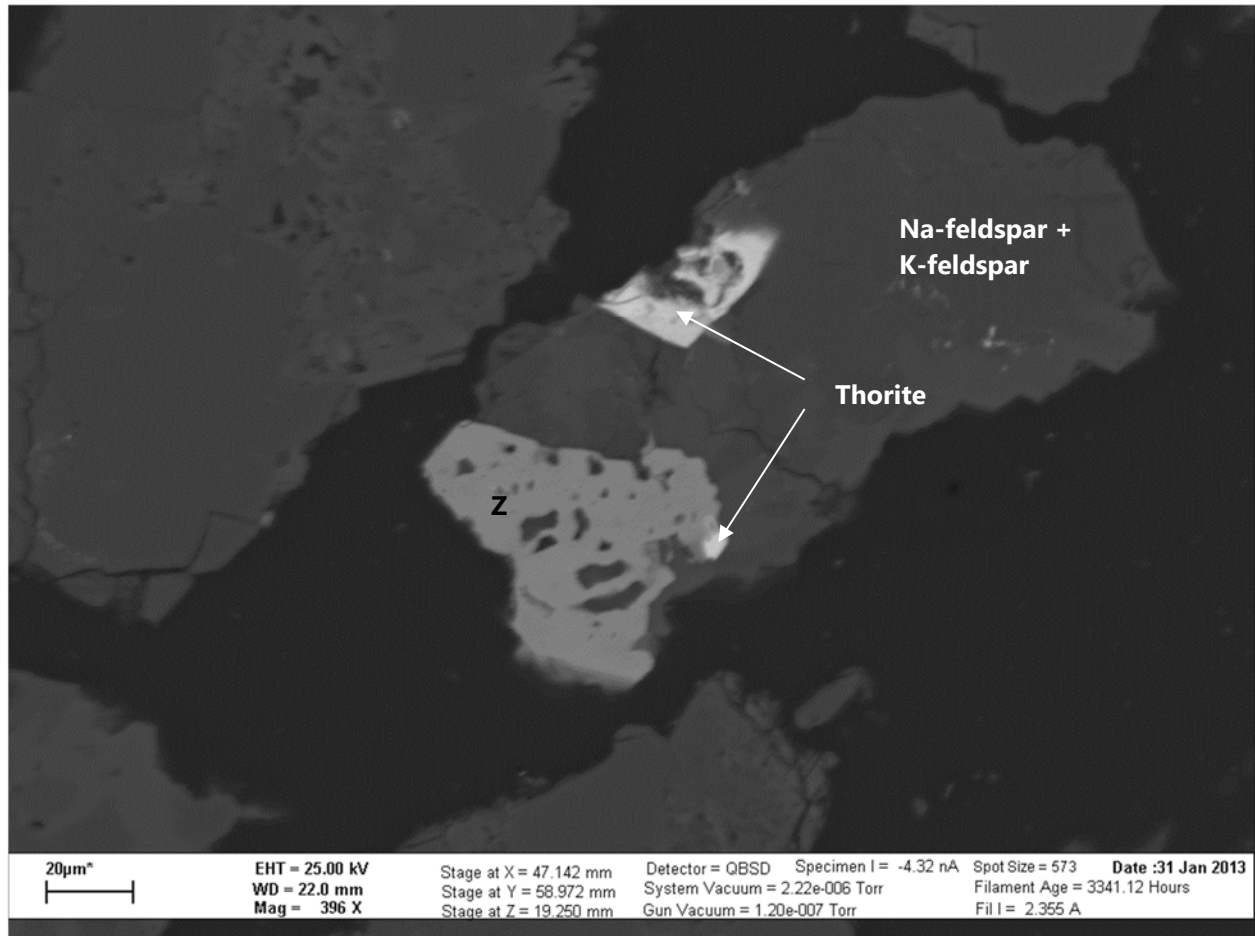 Na-feldspar +
K-feldspar
Thorite
Z
20µm*
EHT = 25.00 kV
WD = 22.0 mm
Mag = 396 X
Stage at X = 47.142 mm
Stage at Y = 58.972 mm
Stage at Z = 19.250 mm
Detector = QBSD Specimen I = -4.32 nA Spot Size = 573 Date :31 Jan 2013
System Vacuum = 2.22e-006 Torr Filament Age = 3341.12 Hours
Gun Vacuum = 1.20e-007 Torr Fil I = 2.355 A